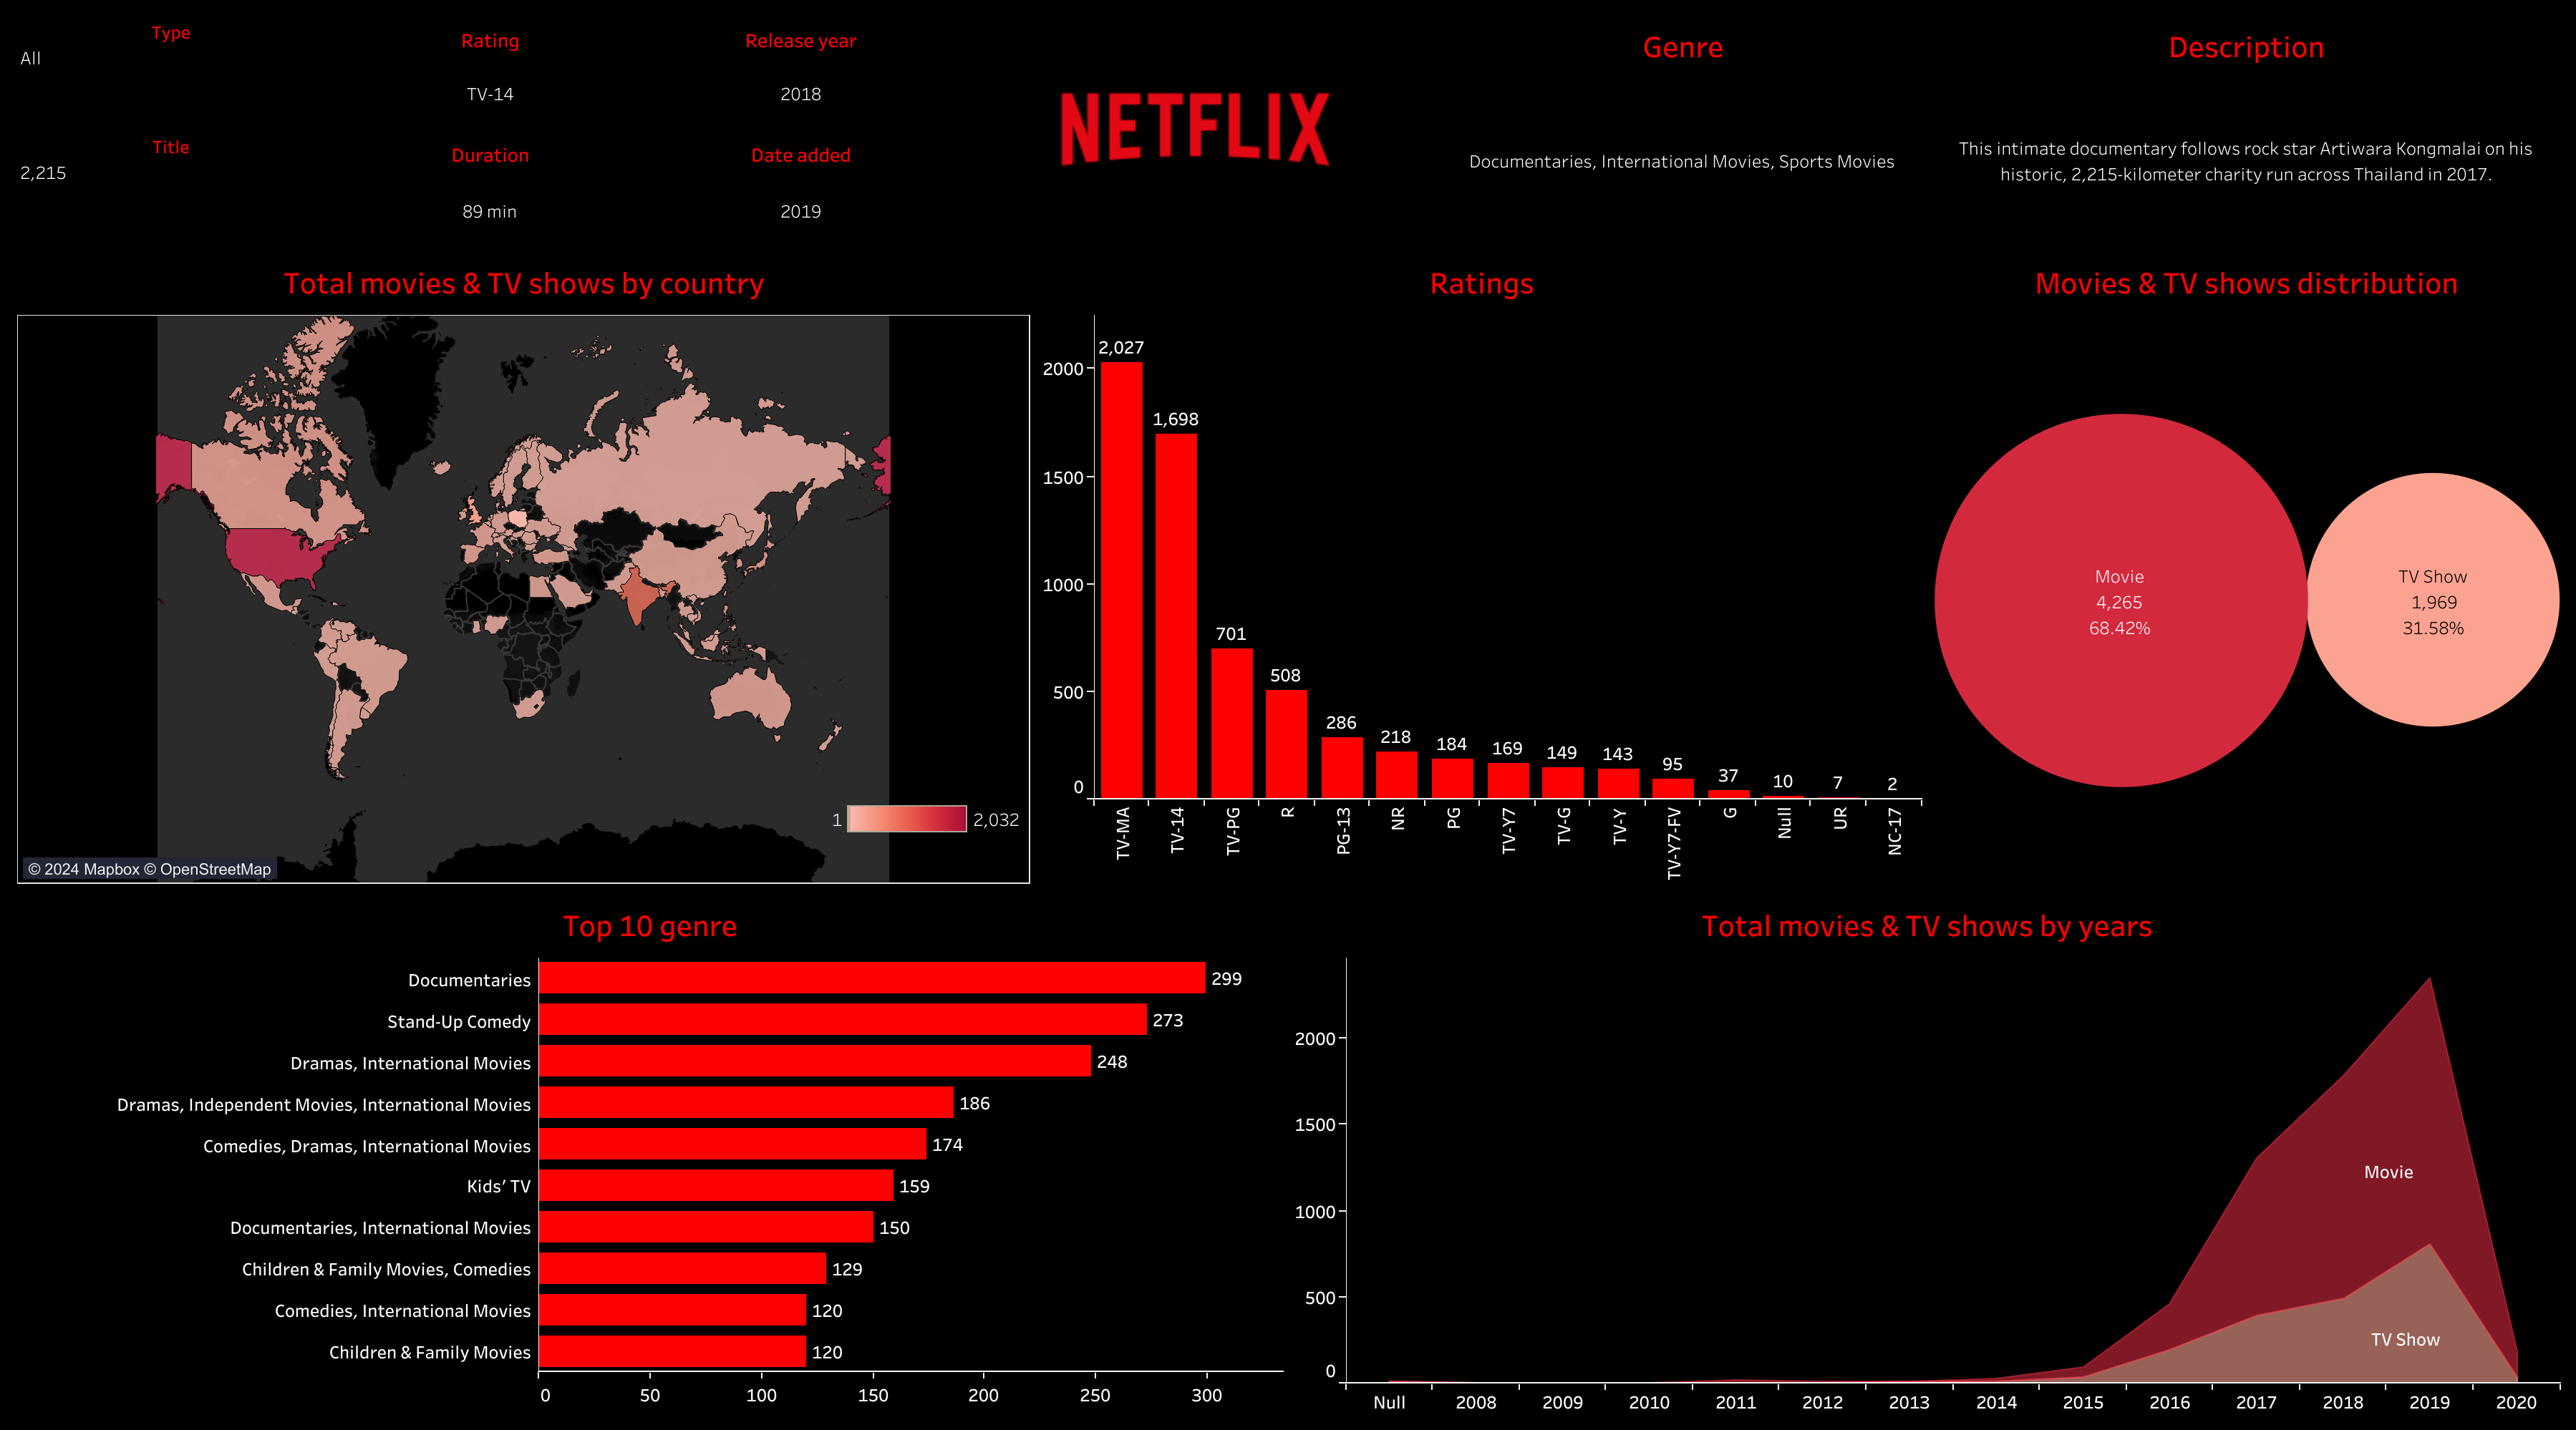 Type
All
Rating
TV-14
Release year
2018
Title
2,215
Duration
89 min
Date added
2019
NETFLIX
Genre
Documentaries, International Movies, Sports Movies
Description
This intimate documentary follows rock star Artiwara Kongmalai on his
historic, 2,215-kilometer charity run across Thailand in 2017.
Total movies & TV shows by country
1
2,032
© 2024 Mapbox © OpenStreetMap
Ratings
2000
1500
1000
500
0
2,027
1,698
701
508
286
218
184
169
149
143
95
37
10
7
2
TV-MA
TV-14
TV-PG
R
PG-13
NR
PG
TV-Y7
TV-G
TV-Y
TV-Y7-FV
G
Null
UR
NC-17
Movies & TV shows distribution
Movie
4,265
68.42%
TV Show
1,969
31.58%
Top 10 genre
Documentaries 299
Stand-Up Comedy 273
Dramas, International Movies 248
Dramas, Independent Movies, International Movies 186
Comedies, Dramas, International Movies 174
Kids’ TV 159
Documentaries, International Movies 150
Children & Family Movies, Comedies 129
Comedies, International Movies 120
Children & Family Movies 120
0 50 100 150 200 250 300
Total movies & TV shows by years
2000
1500
1000
500
0
Movie
TV Show
Null 2008 2009 2010 2011 2012 2013 2014 2015 2016 2017 2018 2019 2020